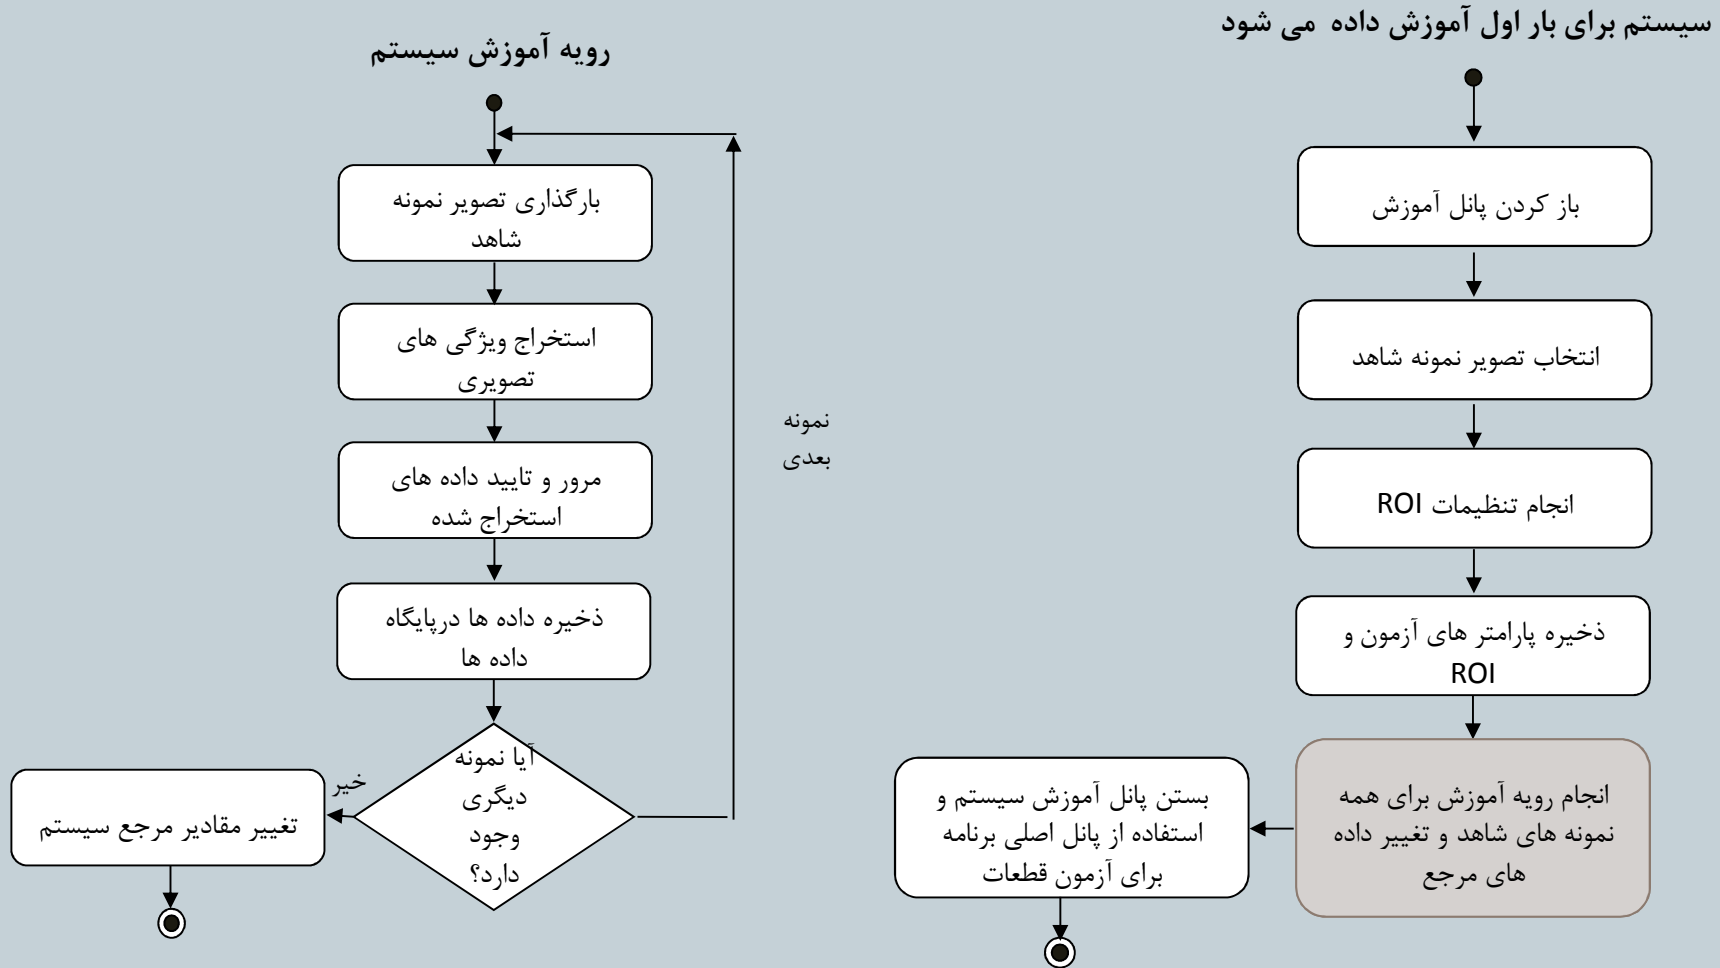 سیستم برای بار اول آموزش داده می شود
باز کردن پانل آموزش
انتخاب تصویر نمونه شاهد
انجام تنظیمات ROI
ذخیره پارامتر های آزمون و
ROI
انجام رویه آموزش برای همه
نمونه های شاهد و تغییر داده
های مرجع
بستن پانل آموزش سیستم و
استفاده از پانل اصلی برنامه
برای آزمون قطعات
رویه آموزش سیستم
بارگذاری تصویر نمونه
شاهد
استخراج ویژگی های
تصویری
مرور و تایید داده های
استخراج شده
ذخیره داده ها درپایگاه
داده ها
آیا نمونه
دیگری
وجود
دارد؟
نمونه
بعدی
خیر
تغییر مقادیر مرجع سیستم